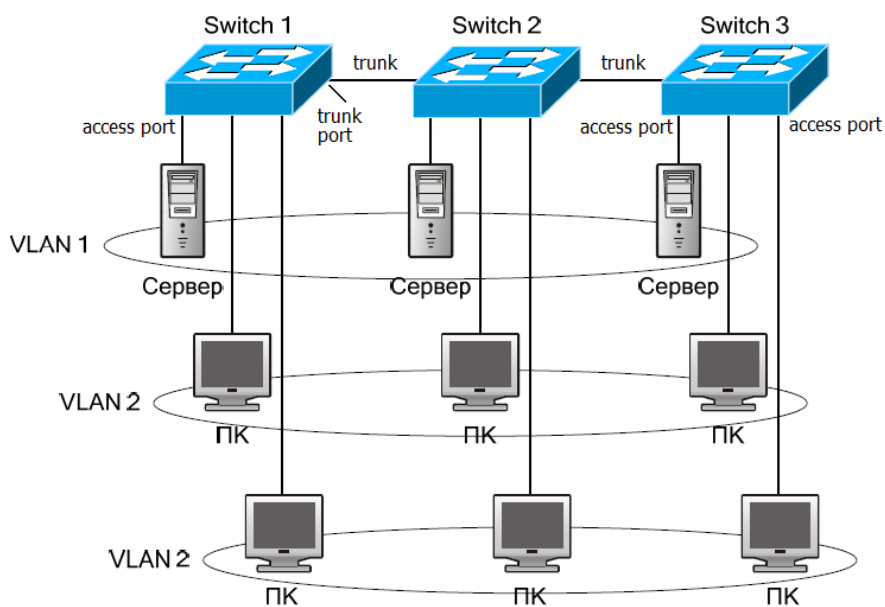 Switch 1
Switch 2
Switch 3
trunk
trunk
access port
trunk
port
access port
access port
VLAN 1
Сервер
Сервер
Сервер
VLAN 2
ПК
ПК
ПК
VLAN 2
ПК
ПК
ПК